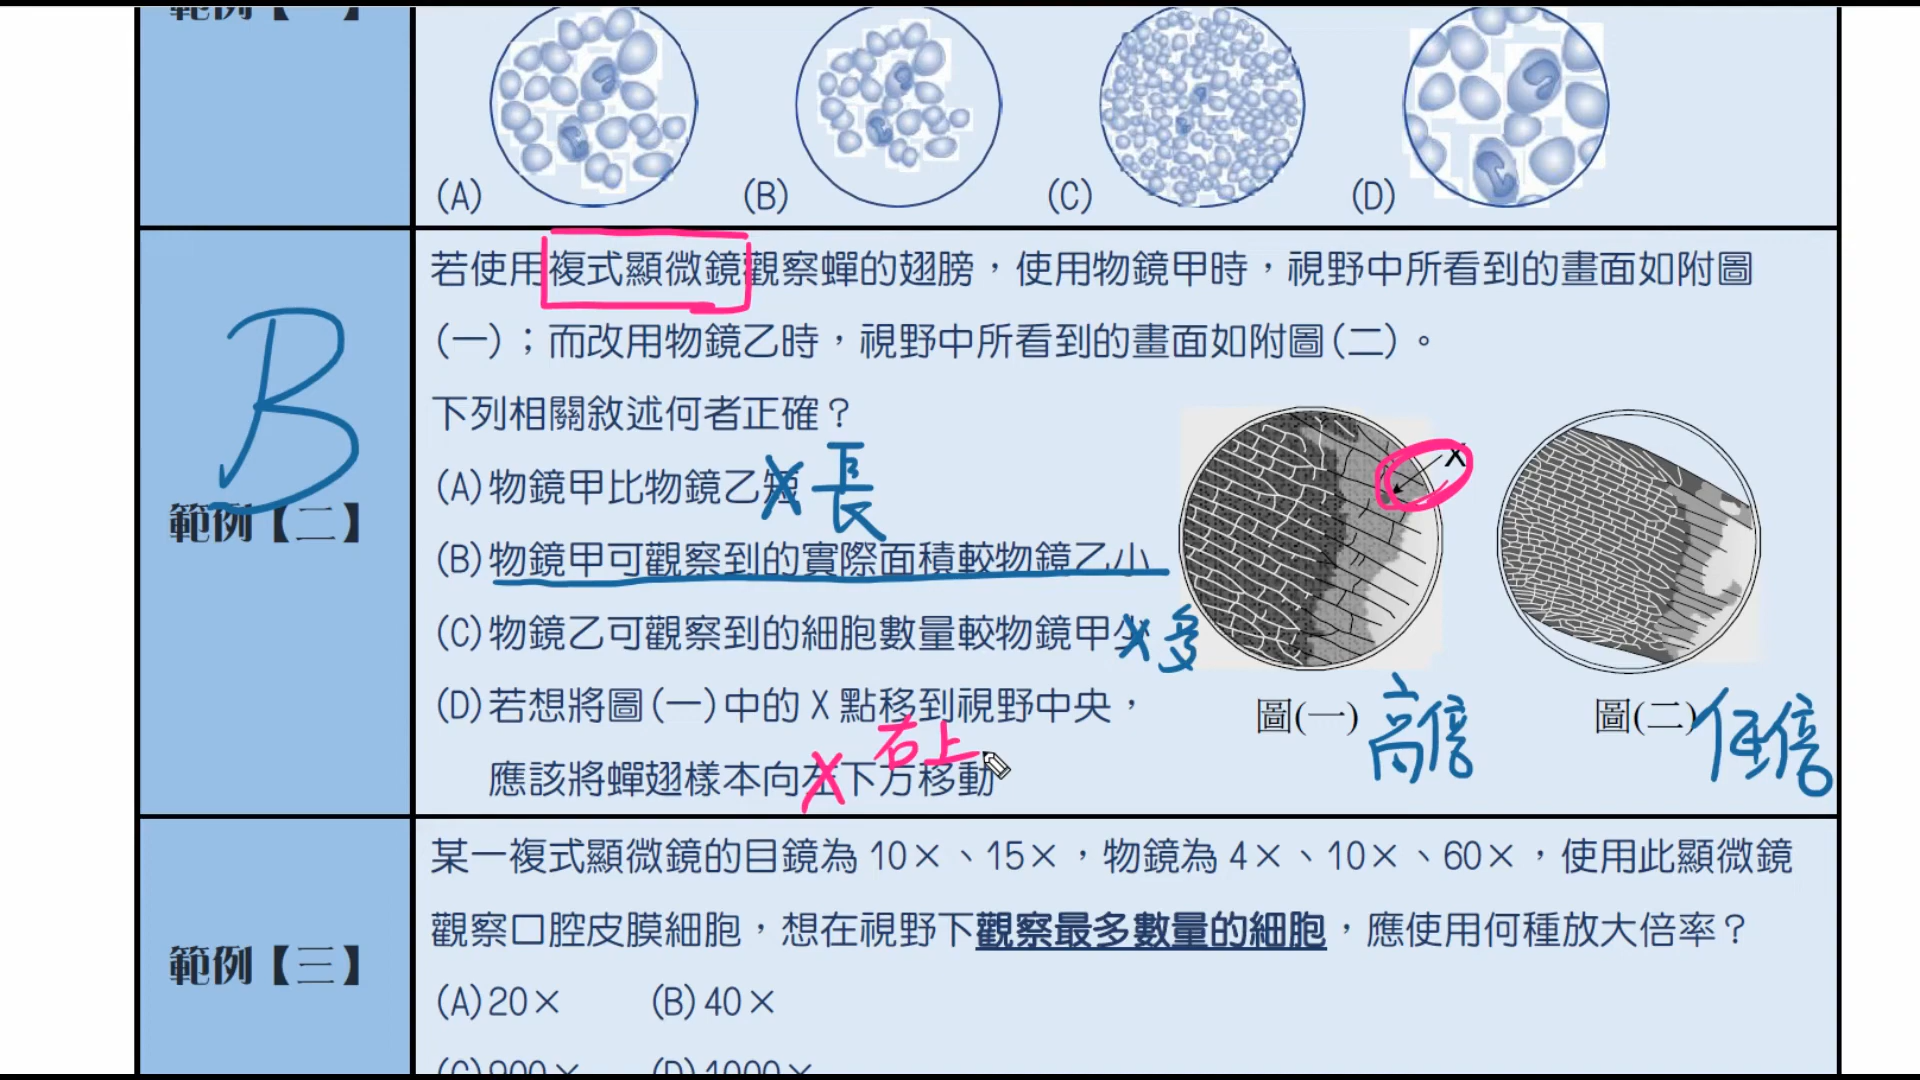 範例【一】
(A) (B) (C) (D)
若使用複式顯微鏡觀察蟬的翅膀，使用物鏡甲時，視野中所看到的畫面如附圖
(一)；而改用物鏡乙時，視野中所看到的畫面如附圖(二)。
下列相關敘述何者正確？
(A)物鏡甲比物鏡乙短 X 長
(B)物鏡甲可觀察到的實際面積較物鏡乙小
(C)物鏡乙可觀察到的細胞數量較物鏡甲少 X 多
(D)若想將圖(一)中的 X 點移到視野中央，
應該將蟬翅樣本向左下方移動 X 右上
X
圖(一) 高倍
圖(二) 低倍
B
範例【二】
某一複式顯微鏡的目鏡為 10×、15×，物鏡為 4×、10×、60×，使用此顯微鏡
觀察口腔皮膜細胞，想在視野下觀察最多數量的細胞，應使用何種放大倍率？
範例【三】
(A)20× (B)40×
(C)900× (D)1000×